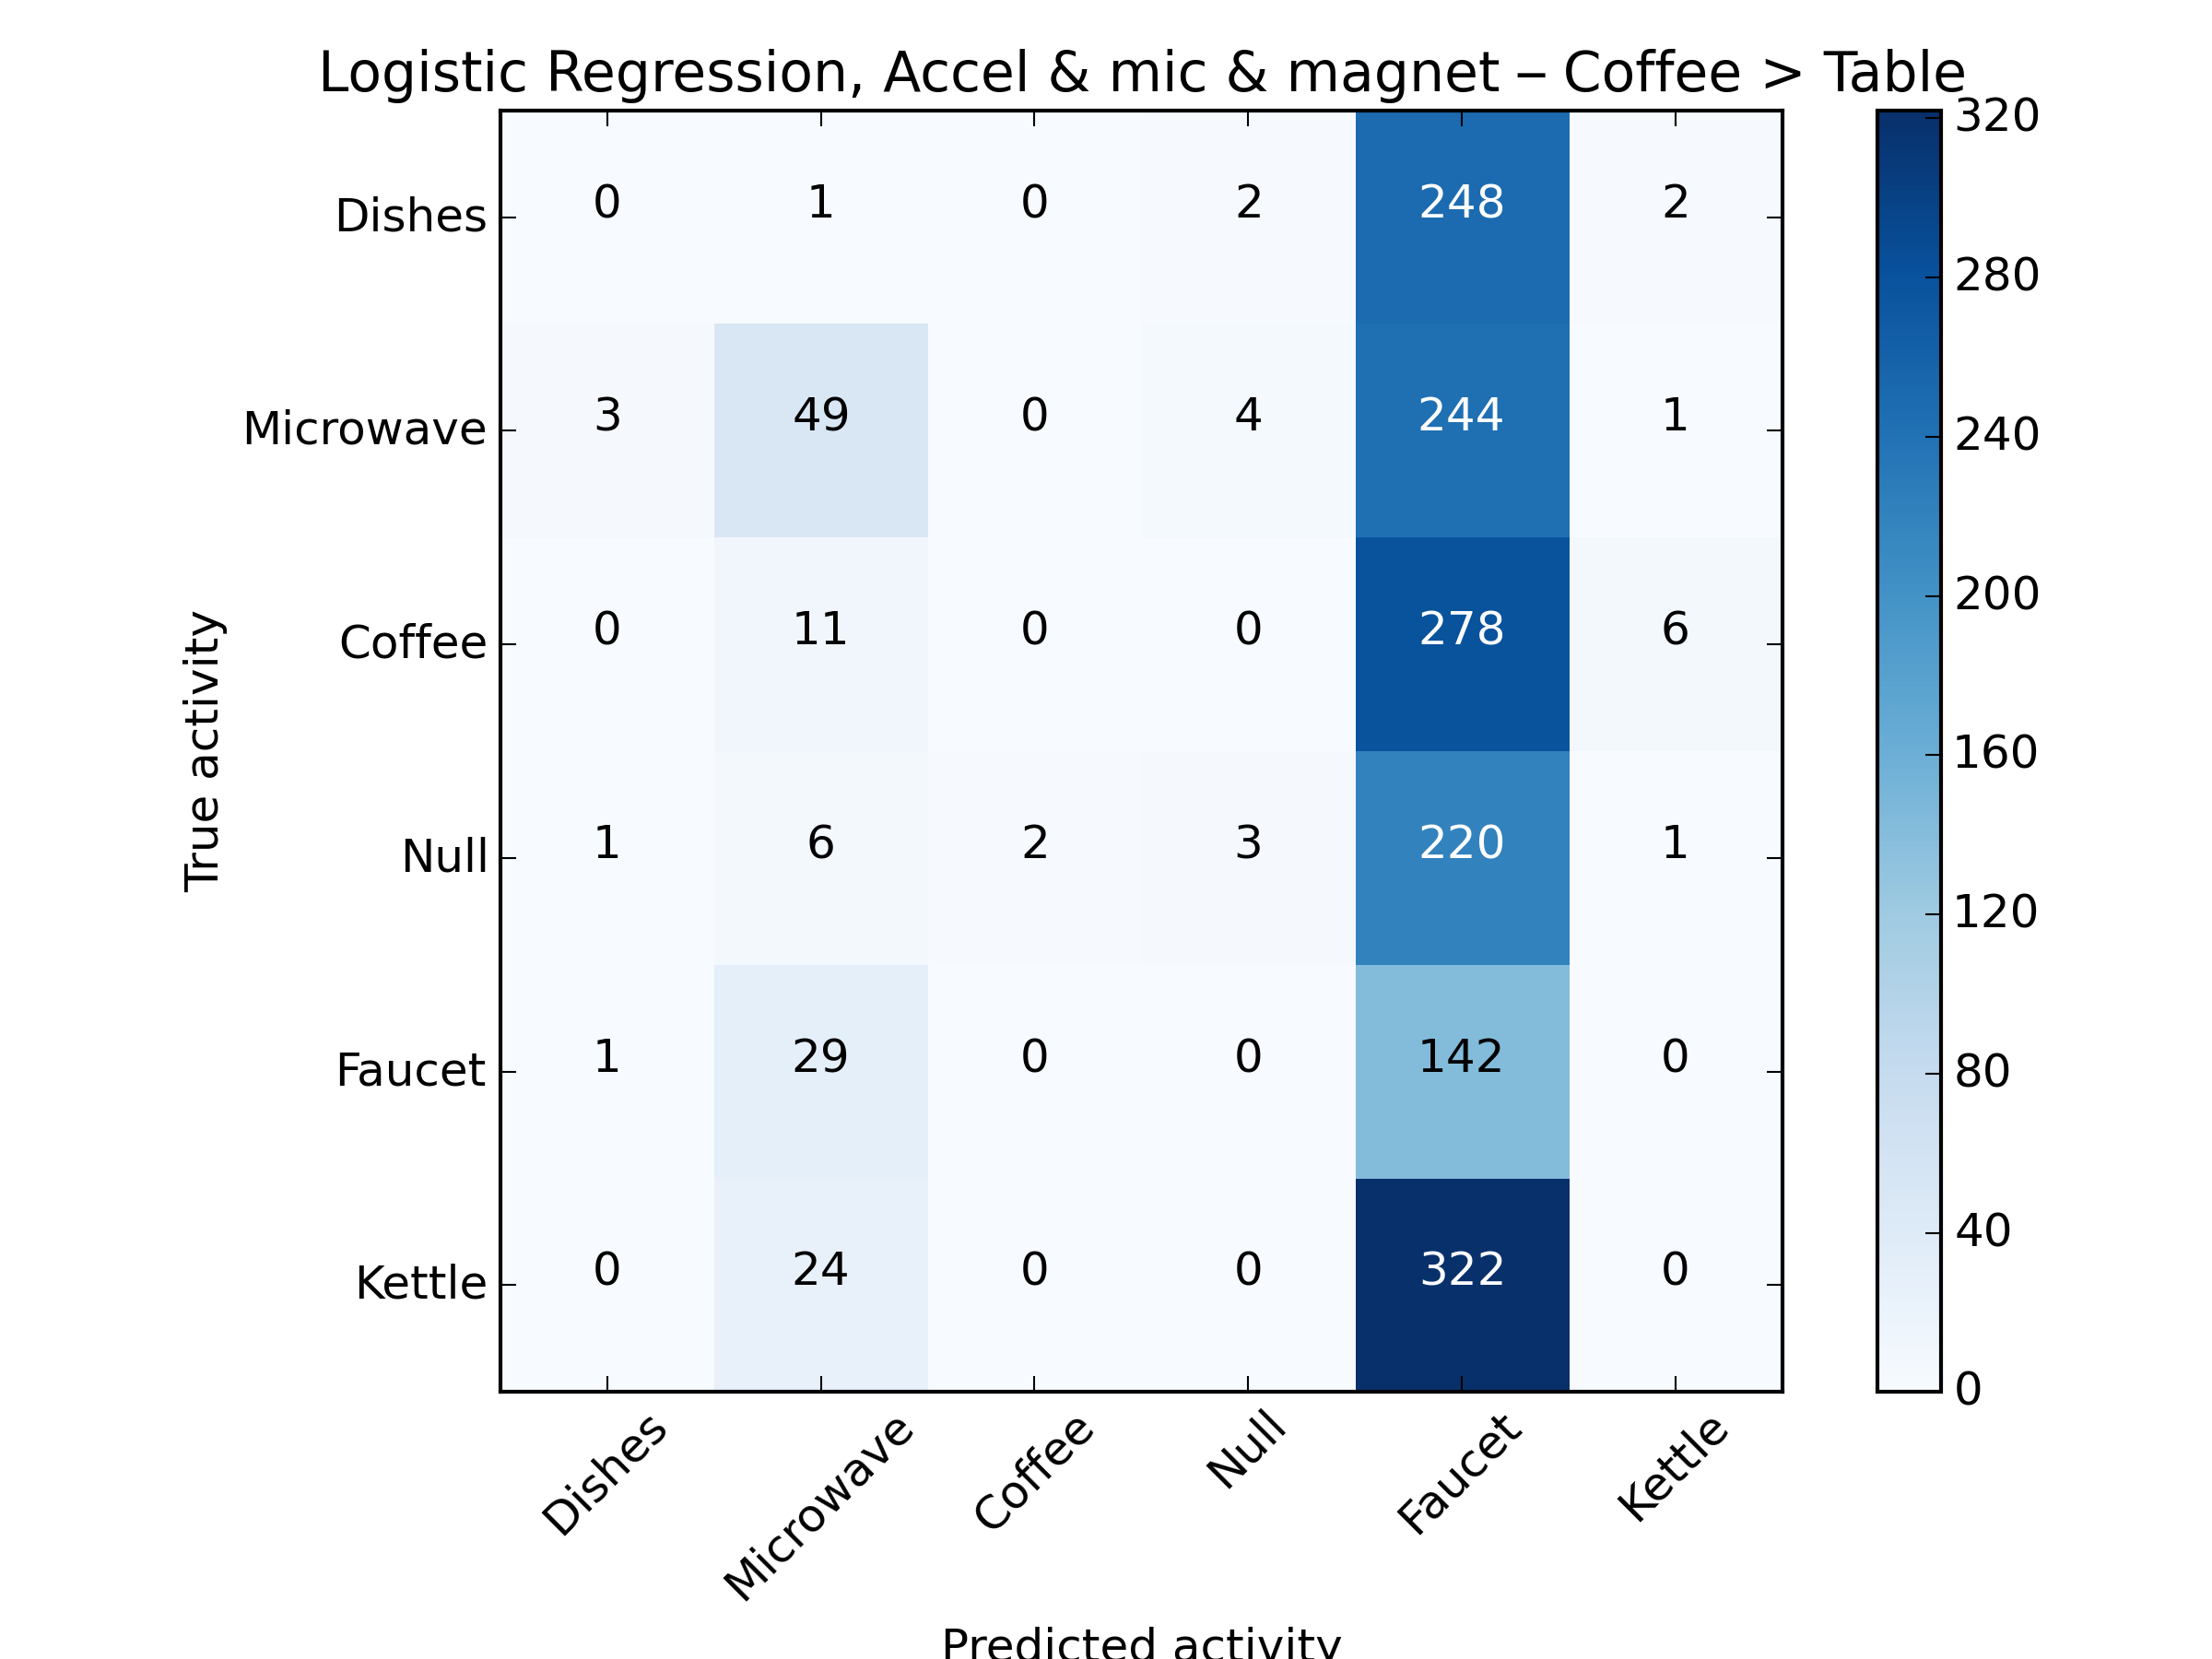 Logistic Regression, Accel & mic & magnet – Coffee > Table
True activity
Dishes 0 1 0 2 248 2
Microwave 3 49 0 4 244 1
Coffee 0 11 0 0 278 6
Null 1 6 2 3 220 1
Faucet 1 29 0 0 142 0
Kettle 0 24 0 0 322 0
Dishes Microwave Coffee Null Faucet Kettle
Predicted activity
320
280
240
200
160
120
80
40
0